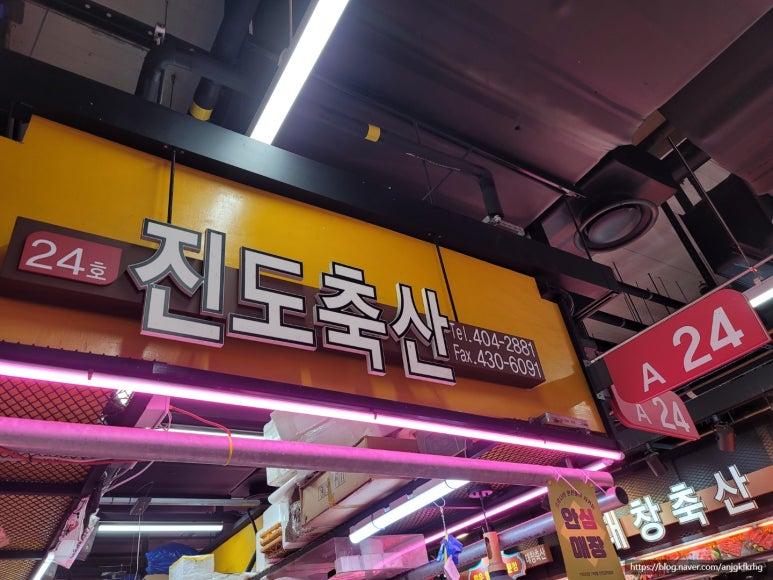 24호
진도축산
Tel.404-2881
Fax.430-6091
A 24
A 24
대창축산
안심
매장
https://blog.naver.com/anjgkfkrhg